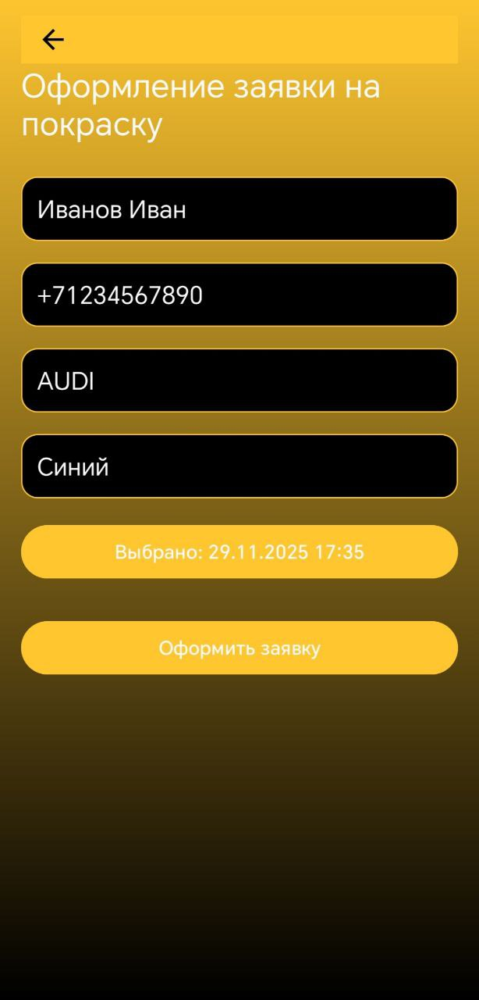 Оформление заявки на
покраску
Иванов Иван
+71234567890
AUDI
Синий
Выбрано: 29.11.2025 17:35
Оформить заявку